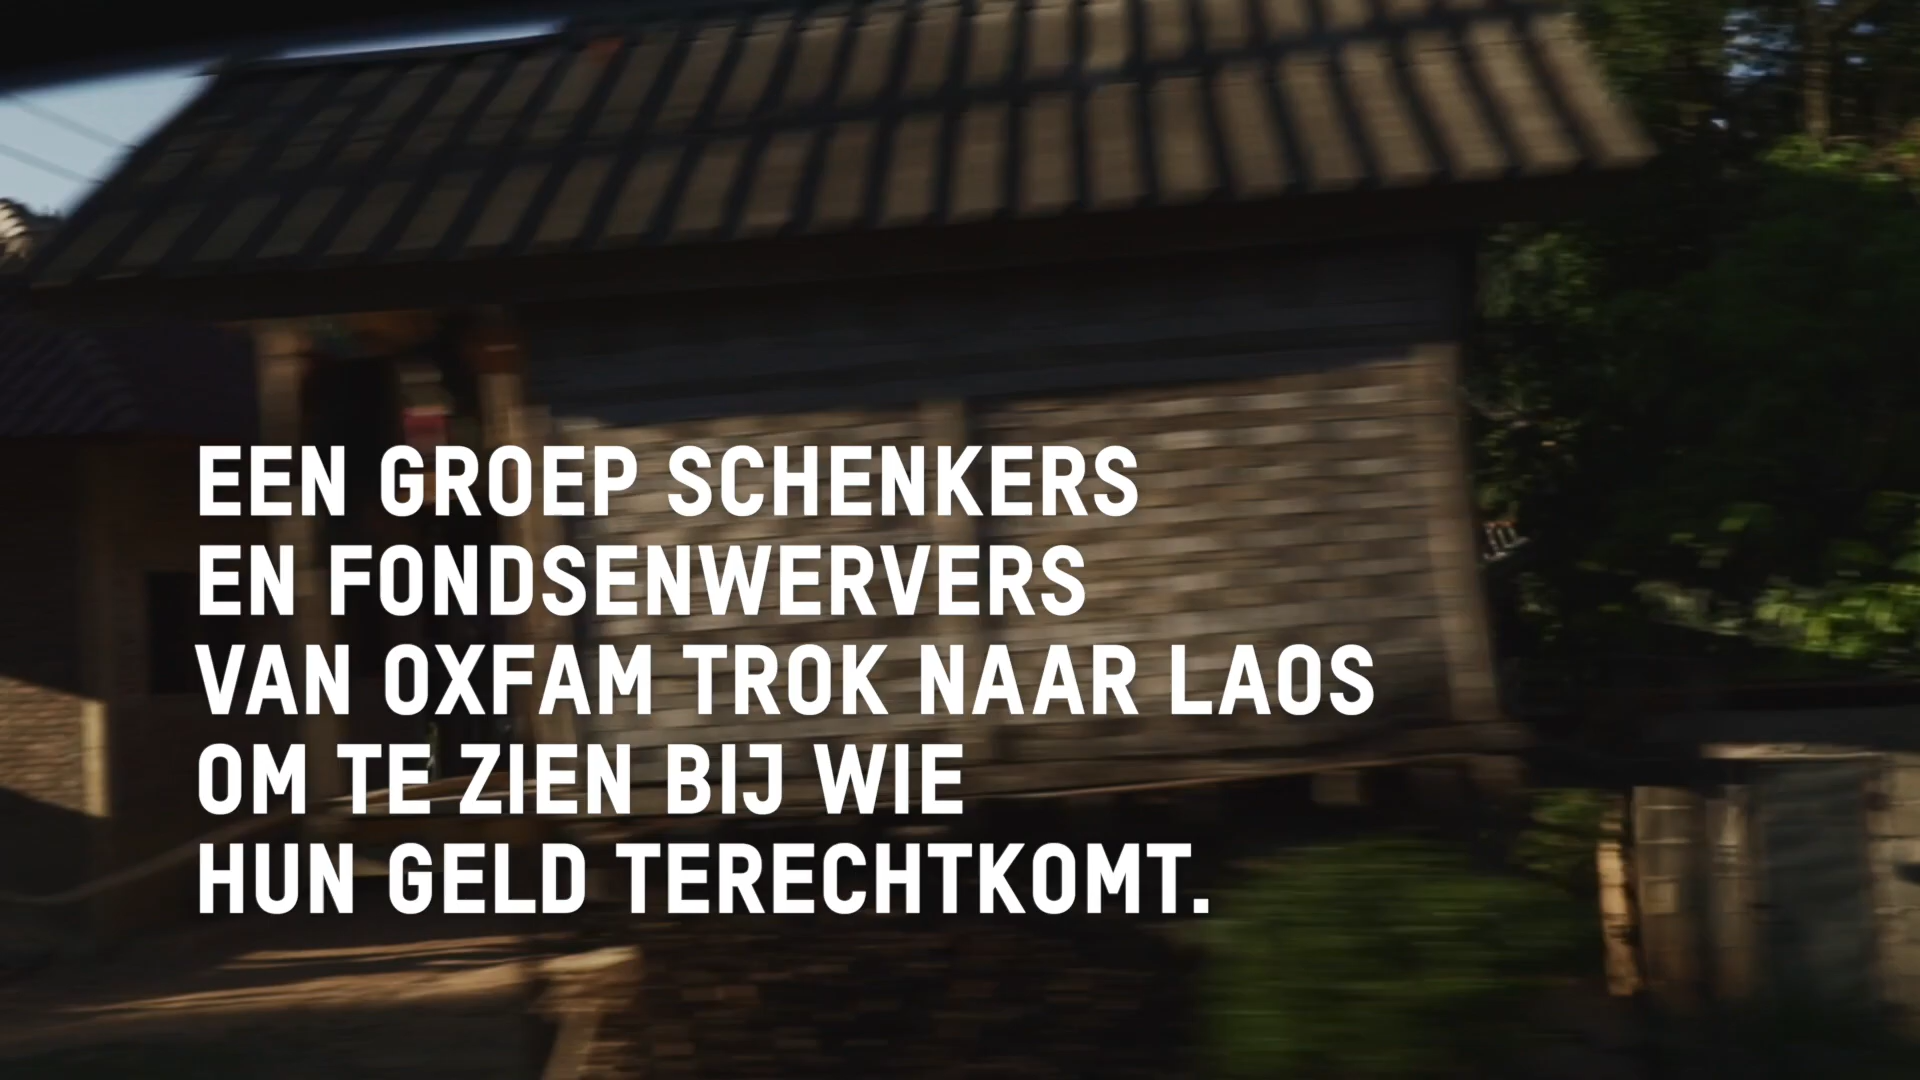 EEN GROEP SCHENKERS
EN FONDSENWERVERS
VAN OXFAM TROK NAAR LAOS
OM TE ZIEN BIJ WIE
HUN GELD TERECHTKOMT.